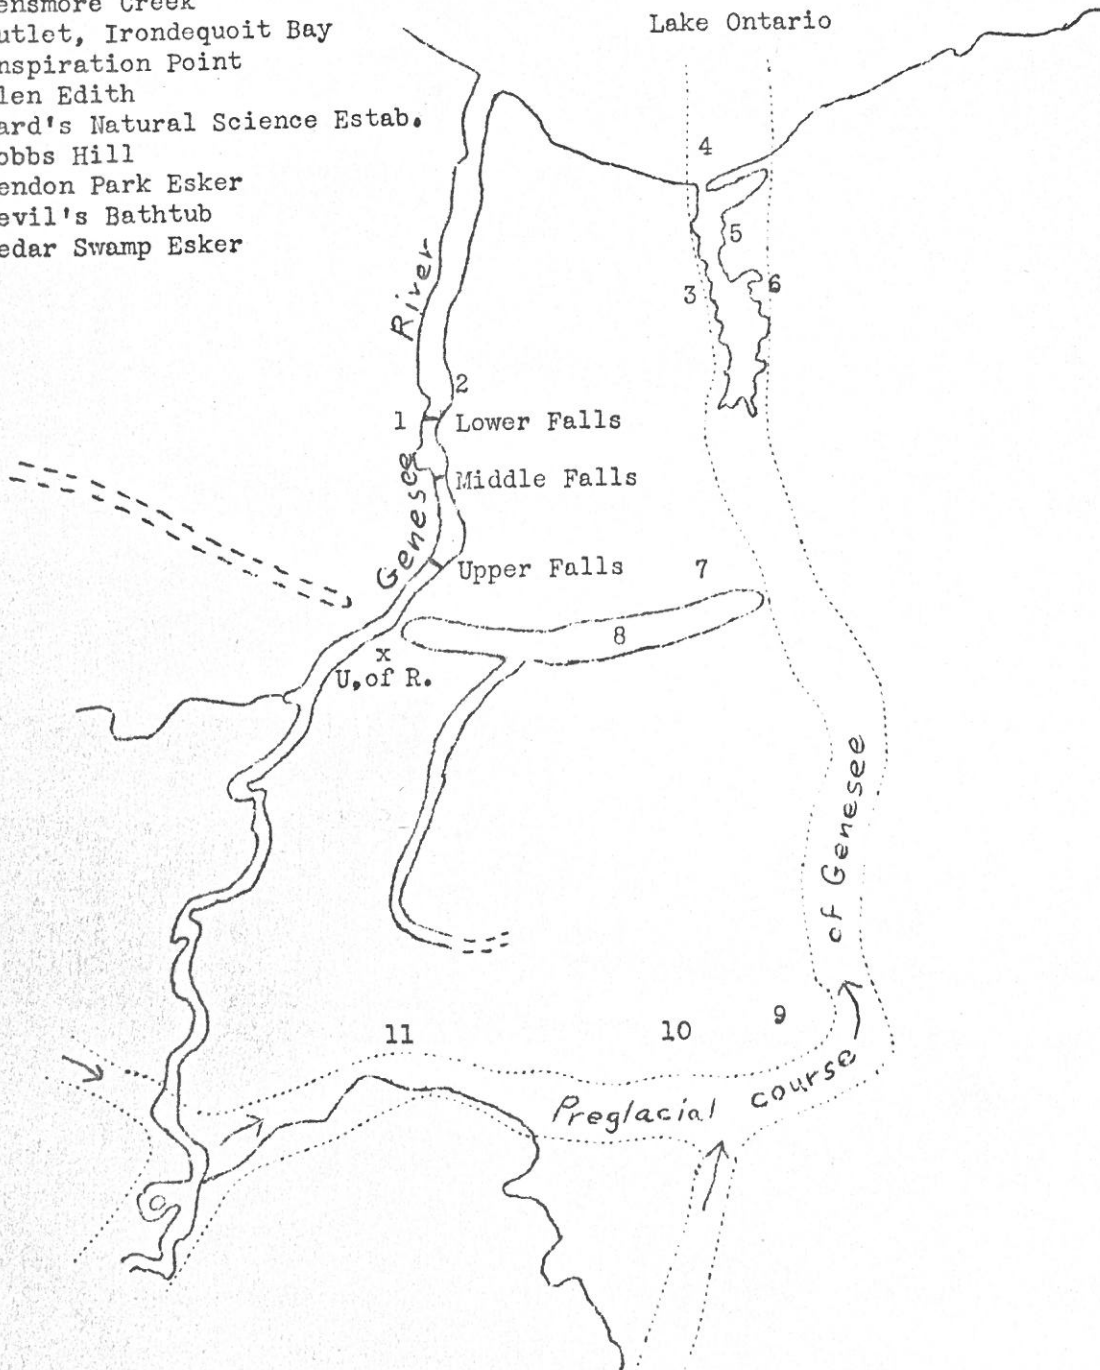 ensmore Creek
utlet, Irondequoit Bay
nspiration Point
len Edith
ard's Natural Science Estab.
obbs Hill
endon Park Esker
evil's Bathtub
edar Swamp Esker
Lake Ontario
4
5
3
6
River
2
1
Lower Falls
Middle Falls
Genesee
Upper Falls
7
8
x
U.of R.
of Genesee
9
10
11
Preglacial course